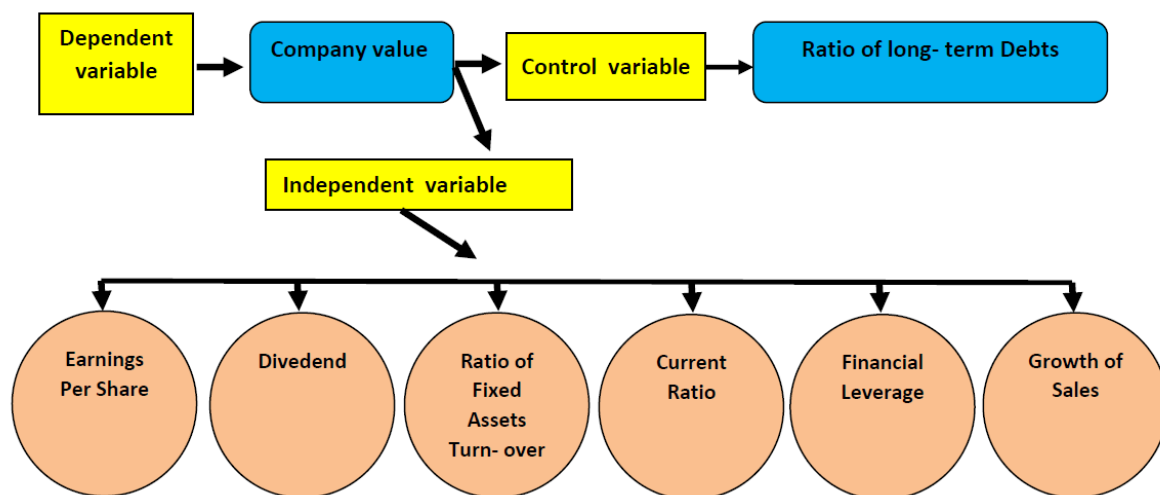 Dependent
variable
Company value
Control variable
Ratio of long- term Debts
Independent variable
Earnings
Per Share
Divedend
Ratio of
Fixed
Assets
Turn- over
Current
Ratio
Financial
Leverage
Growth of
Sales